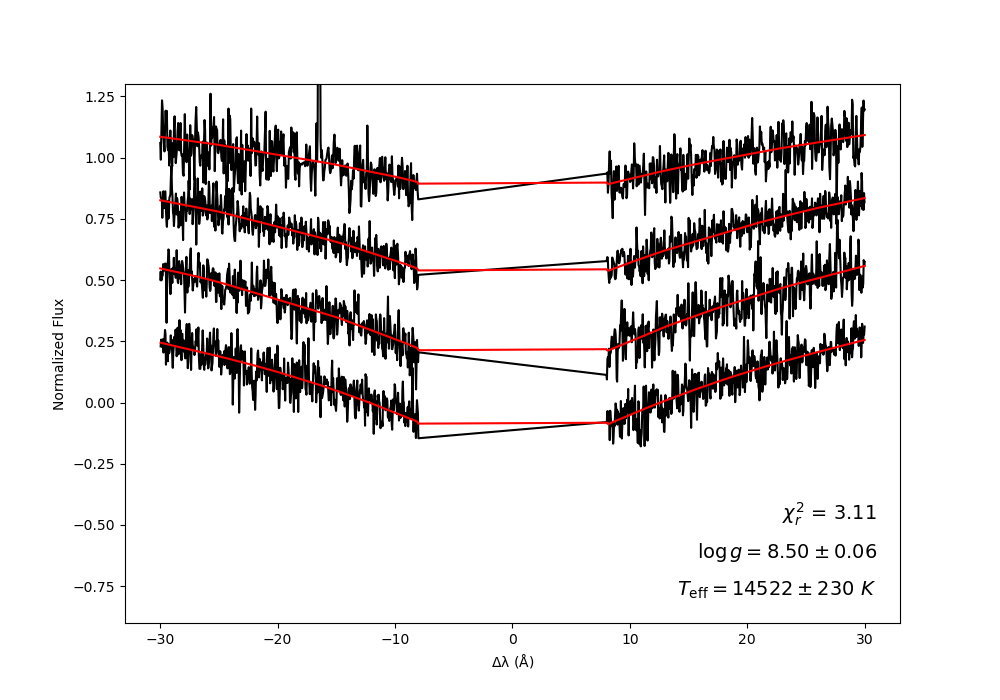 1.25
1.00
0.75
0.50
0.25
0.00
−0.25
−0.50
−0.75
Normalized Flux
χ²ᵣ = 3.11
log g = 8.50 ± 0.06
T_eff = 14522 ± 230 K
−30 −20 −10 0 10 20 30
Δλ (Å)